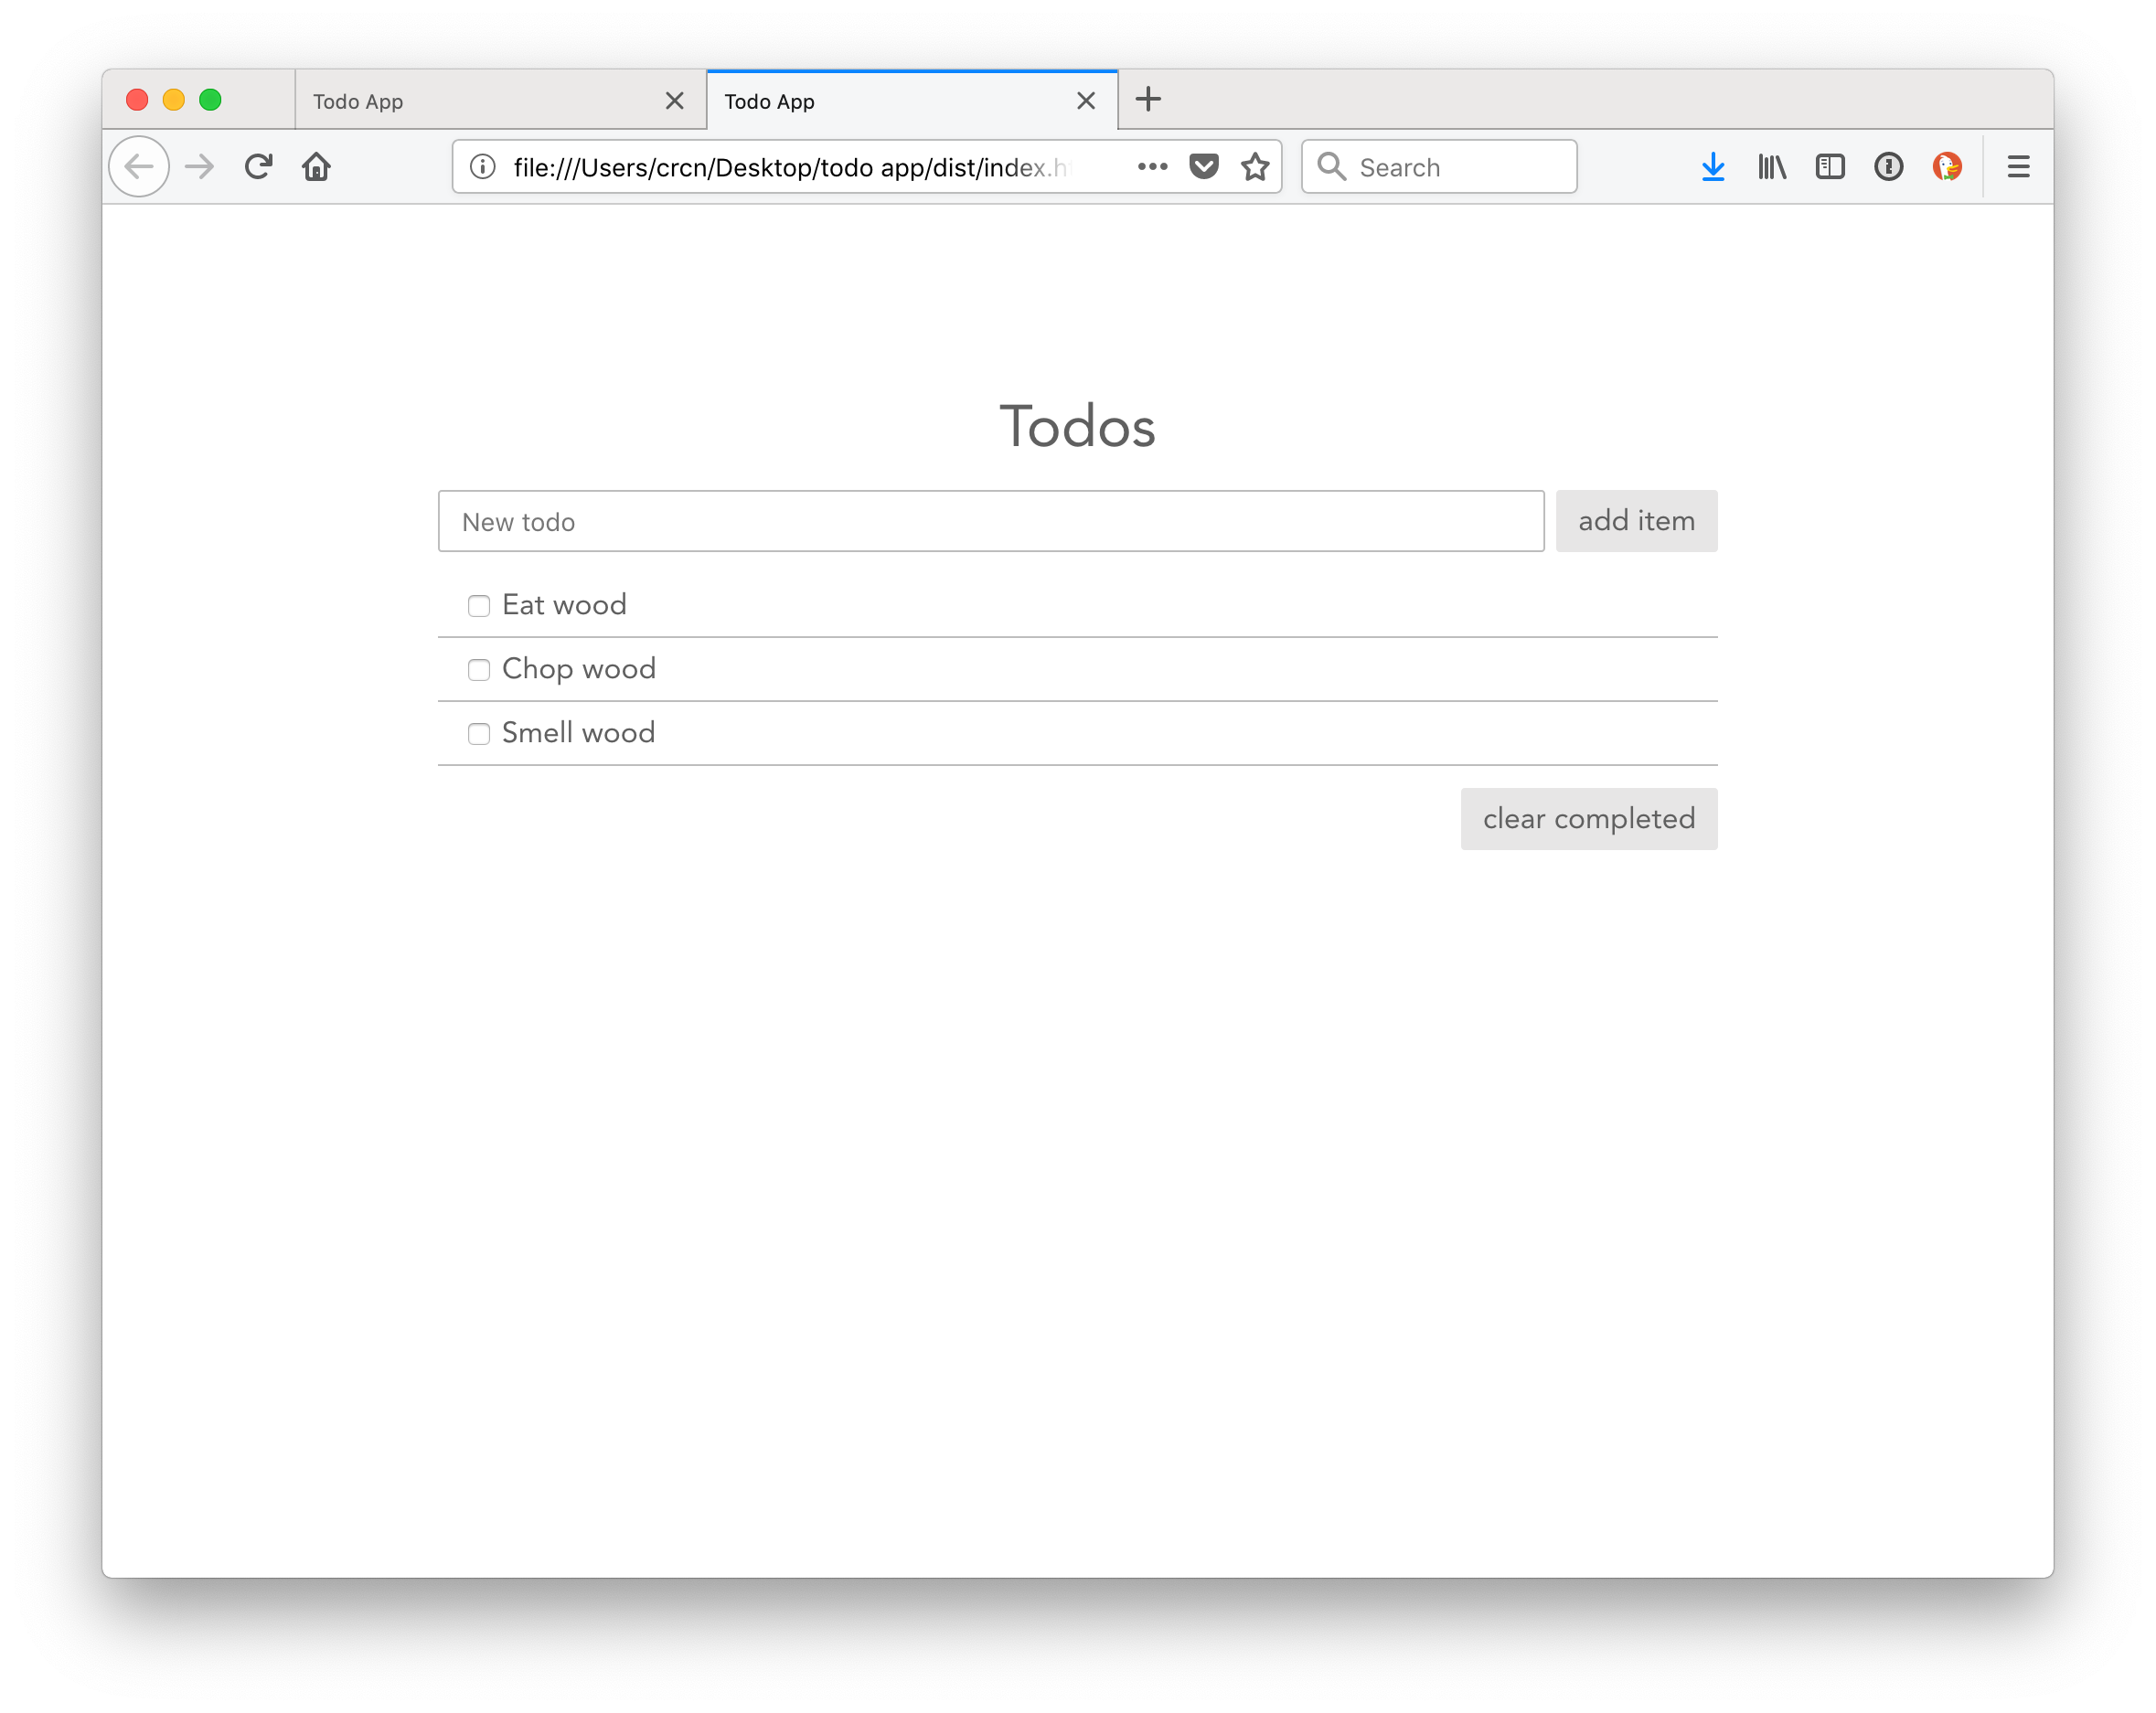 Todo App
Todo App
file:///Users/crcn/Desktop/todo app/dist/index.h
Search
Todos
New todo
add item
Eat wood
Chop wood
Smell wood
clear completed